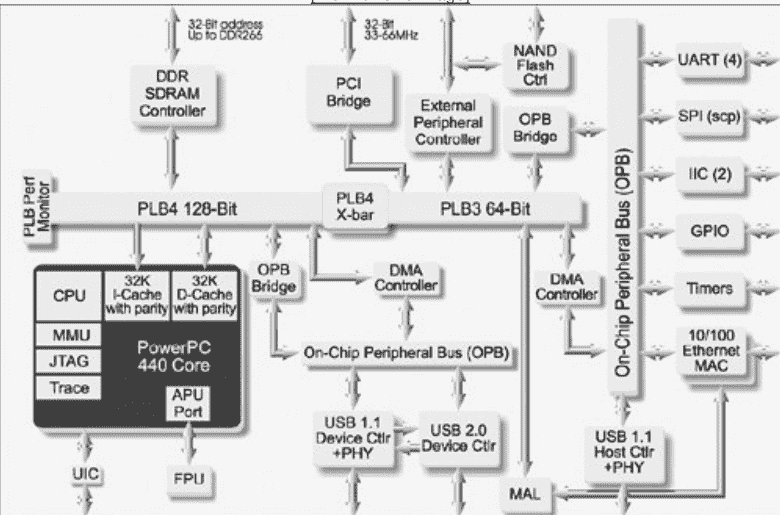 32-Bit address
Up to DDR266
32-Bit
33-66MHz
NAND
Flash
Ctrl
UART (4)
DDR
SDRAM
Controller
PCI
Bridge
External
Peripheral
Controller
OPB
Bridge
SPI (scp)
IIC (2)
PLB Perf
Monitor
PLB4 128-Bit
PLB4
X-bar
PLB3 64-Bit
On-Chip Peripheral Bus (OPB)
GPIO
CPU
32K
I-Cache
with parity
32K
D-Cache
with parity
OPB
Bridge
DMA
Controller
DMA
Controller
Timers
MMU
JTAG
Trace
PowerPC
440 Core
On-Chip Peripheral Bus (OPB)
10/100
Ethernet
MAC
APU
Port
USB 1.1
Device Ctlr
+PHY
USB 2.0
Device Ctlr
USB 1.1
Host Ctlr
+PHY
UIC
FPU
MAL